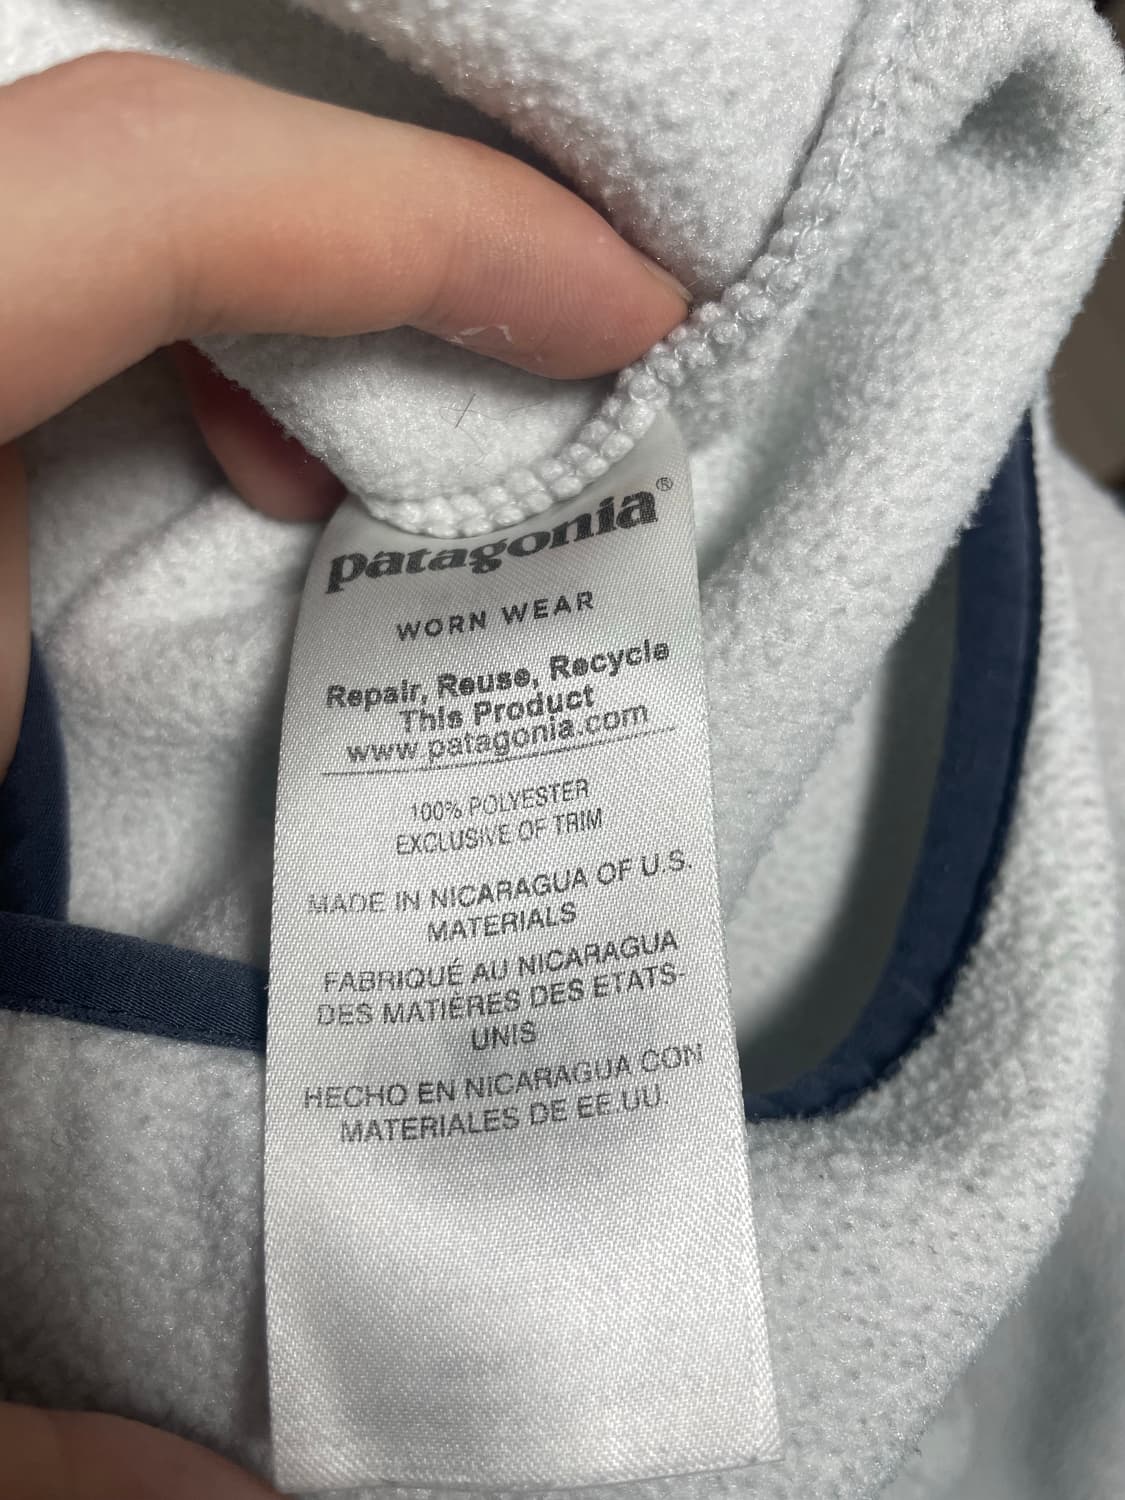 patagonia®
WORN WEAR
Repair, Reuse, Recycle
This Product
www.patagonia.com
100% POLYESTER
EXCLUSIVE OF TRIM
MADE IN NICARAGUA OF U.S.
MATERIALS
FABRIQUÉ AU NICARAGUA
DES MATIÈRES DES ETATS-
UNIS
HECHO EN NICARAGUA CON
MATERIALES DE EE.UU.